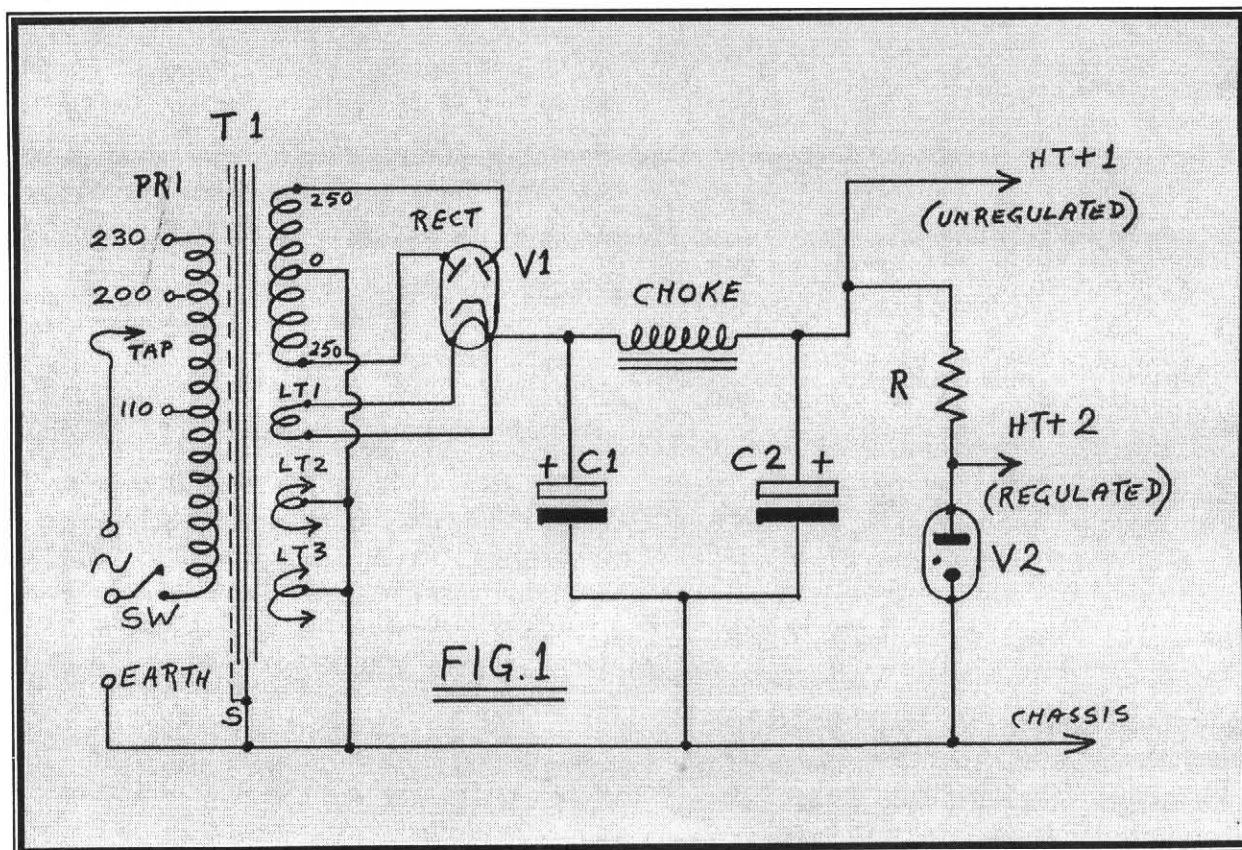 T1
PRI
230
200
TAP
110
SW
EARTH
S
250
0
250
LT1
LT2
LT3
RECT
V1
CHOKE
+ C1
C2 +
HT+1
(UNREGULATED)
R
HT+2
(REGULATED)
V2
FIG.1
CHASSIS